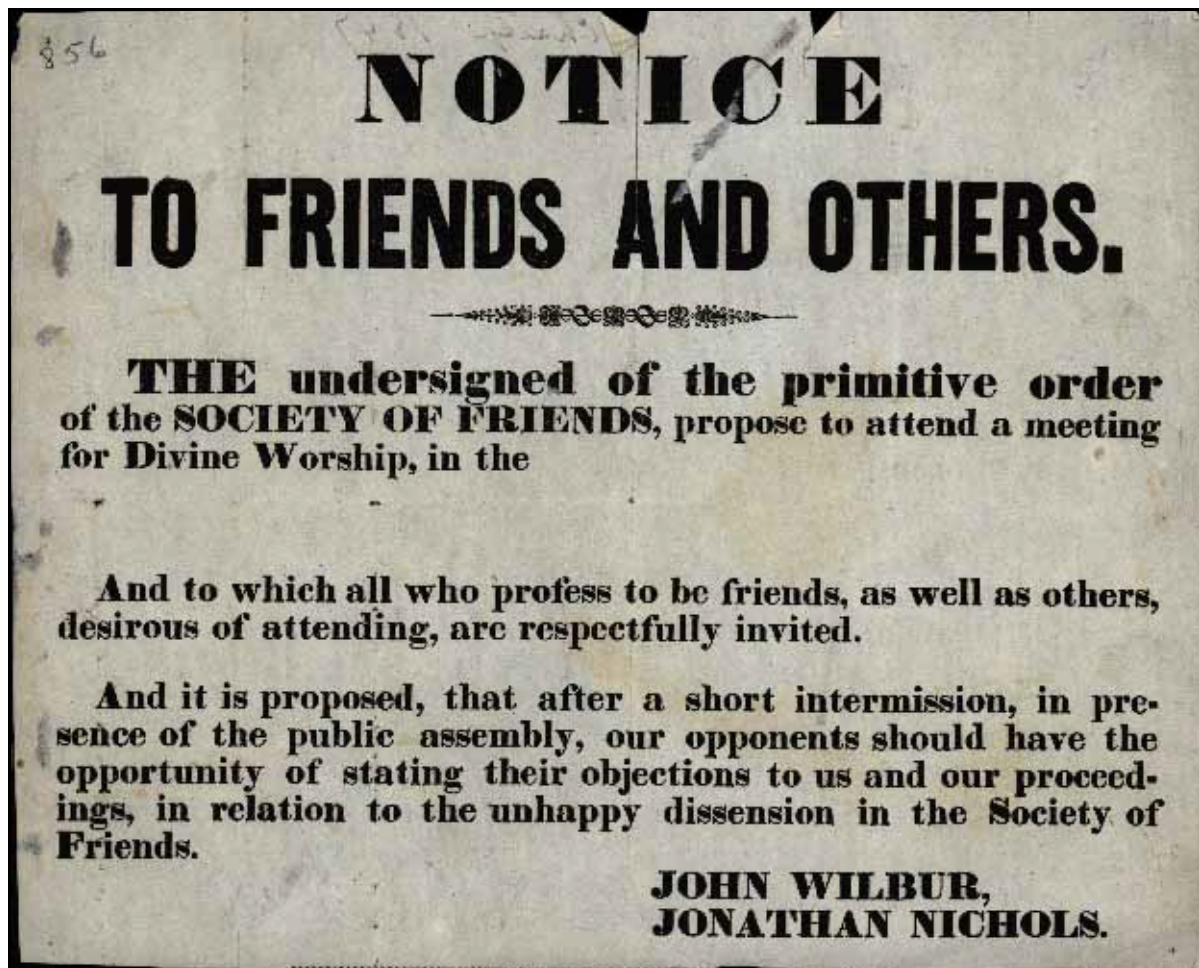 856
NOTICE
TO FRIENDS AND OTHERS.
THE undersigned of the primitive order
of the SOCIETY OF FRIENDS, propose to attend a meeting
for Divine Worship, in the
And to which all who profess to be friends, as well as others,
desirous of attending, are respectfully invited.
And it is proposed, that after a short intermission, in pre-
sence of the public assembly, our opponents should have the
opportunity of stating their objections to us and our proceed-
ings, in relation to the unhappy dissension in the Society of
Friends.
JOHN WILBUR,
JONATHAN NICHOLS.